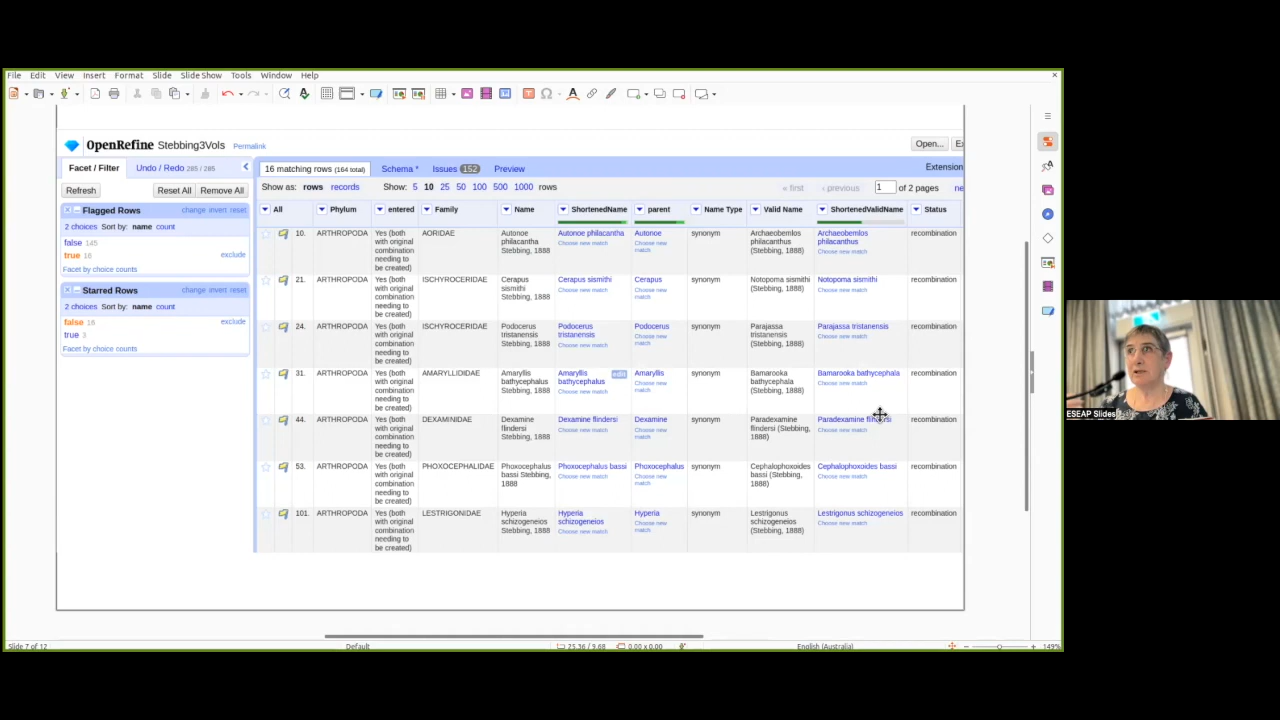 File Edit View Insert Format Slide Slide Show Tools Window Help
OpenRefine Stebbing3Vols Permalink Open...
Facet / Filter Undo / Redo 285 / 285 16 matching rows (164 total) Schema * Issues 152 Preview Extension
Refresh Reset All Remove All Show as: rows records Show: 5 10 25 50 100 500 1000 rows « first ‹ previous 1 of 2 pages ne
Flagged Rows change invert reset
2 choices Sort by: name count
false 145
true 16 exclude
Facet by choice counts
Starred Rows change invert reset
2 choices Sort by: name count
false 16 exclude
true 3
Facet by choice counts
All Phylum entered Family Name ShortenedName parent Name Type Valid Name ShortenedValidName Status
10. ARTHROPODA Yes (both with original combination needing to be created) AORIDAE Autonoe philacantha Stebbing, 1888 Autonoe philacantha Choose new match Autonoe Choose new match synonym Archaeobemlos philacanthus (Stebbing, 1888) Archaeobemlos philacanthus Choose new match recombination
21. ARTHROPODA Yes (both with original combination needing to be created) ISCHYROCERIDAE Cerapus sismithi Stebbing, 1888 Cerapus sismithi Choose new match Cerapus Choose new match synonym Notopoma sismithi (Stebbing, 1888) Notopoma sismithi Choose new match recombination
24. ARTHROPODA Yes (both with original combination needing to be created) ISCHYROCERIDAE Podocerus tristanensis Stebbing, 1888 Podocerus tristanensis Choose new match Podocerus Choose new match synonym Parajassa tristanensis (Stebbing, 1888) Parajassa tristanensis Choose new match recombination
31. ARTHROPODA Yes (both with original combination needing to be created) AMARYLLIDIDAE Amaryllis bathycephalus Stebbing, 1888 Amaryllis bathycephalus edit Choose new match Amaryllis Choose new match synonym Bamarooka bathycephala (Stebbing, 1888) Bamarooka bathycephala Choose new match recombination
44. ARTHROPODA Yes (both with original combination needing to be created) DEXAMINIDAE Dexamine flindersi Stebbing, 1888 Dexamine flindersi Choose new match Dexamine Choose new match synonym Paradexamine flindersi (Stebbing, 1888) Paradexamine flindersi Choose new match recombination
53. ARTHROPODA Yes (both with original combination needing to be created) PHOXOCEPHALIDAE Phoxocephalus bassi Stebbing, 1888 Phoxocephalus bassi Choose new match Phoxocephalus Choose new match synonym Cephalophoxoides bassi (Stebbing, 1888) Cephalophoxoides bassi Choose new match recombination
101. ARTHROPODA Yes (both with original combination needing to be created) LESTRIGONIDAE Hyperia schizogeneios Stebbing, 1888 Hyperia schizogeneios Choose new match Hyperia Choose new match synonym Lestrigonus schizogeneios (Stebbing, 1888) Lestrigonus schizogeneios Choose new match recombination
ESEAP Slides
Slide 7 of 12 Default 25.36 / 9.68 0.00 x 0.00 English (Australia) 149%